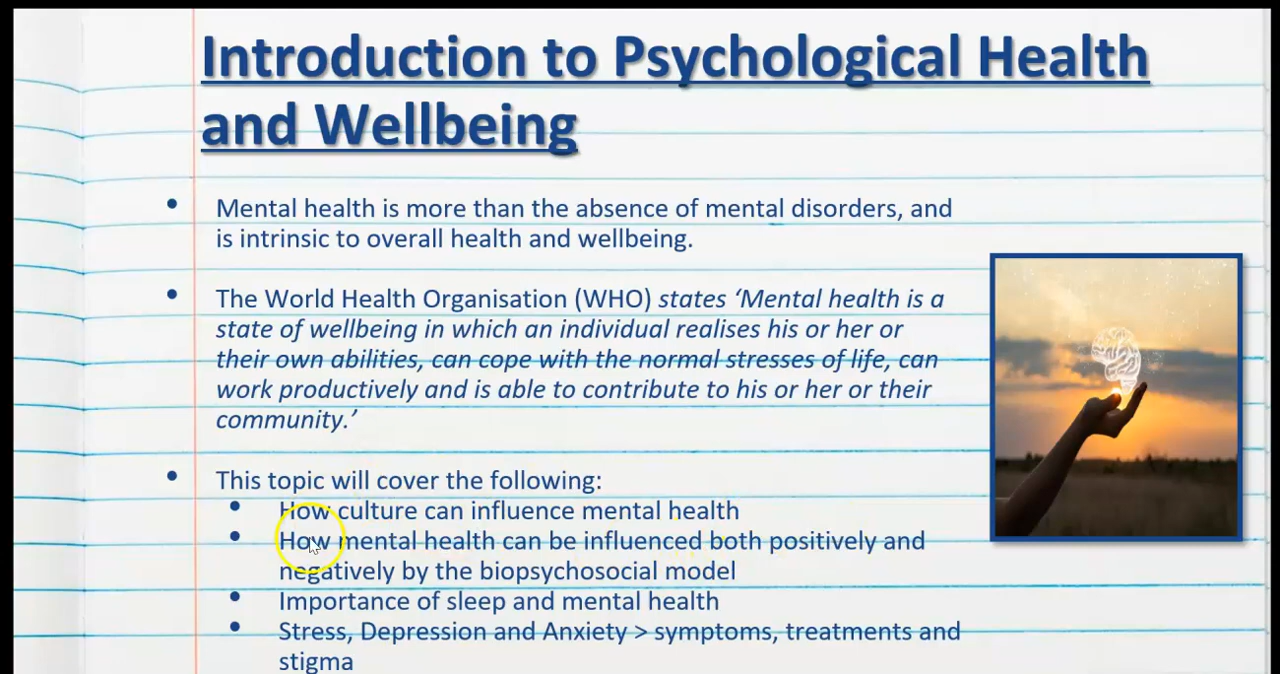 Introduction to Psychological Health
and Wellbeing
• Mental health is more than the absence of mental disorders, and
is intrinsic to overall health and wellbeing.
• The World Health Organisation (WHO) states ‘Mental health is a
state of wellbeing in which an individual realises his or her or
their own abilities, can cope with the normal stresses of life, can
work productively and is able to contribute to his or her or their
community.’
• This topic will cover the following:
• How culture can influence mental health
• How mental health can be influenced both positively and
negatively by the biopsychosocial model
• Importance of sleep and mental health
• Stress, Depression and Anxiety > symptoms, treatments and
stigma